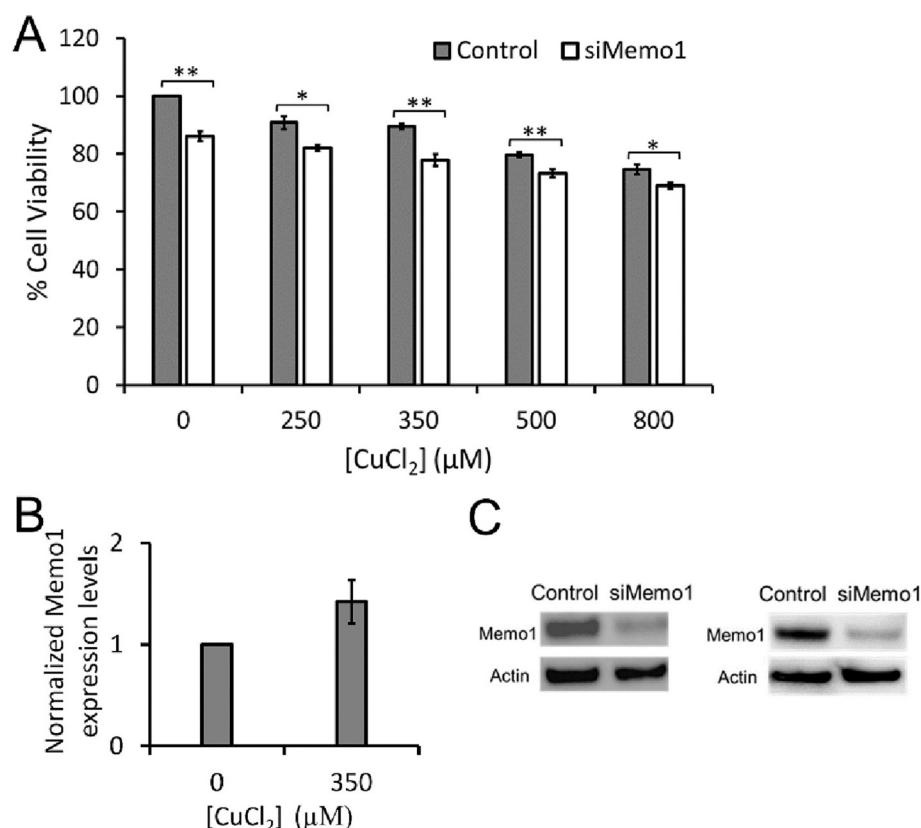 A
120
100
80
60
40
20
0
% Cell Viability
Control siMemo1
**
*
**
**
*
0 250 350 500 800
[CuCl₂] (μM)
B
Normalized Memo1
expression levels
2
1
0
0 350
[CuCl₂] (μM)
C
Control siMemo1
Memo1
Actin
Control siMemo1
Memo1
Actin